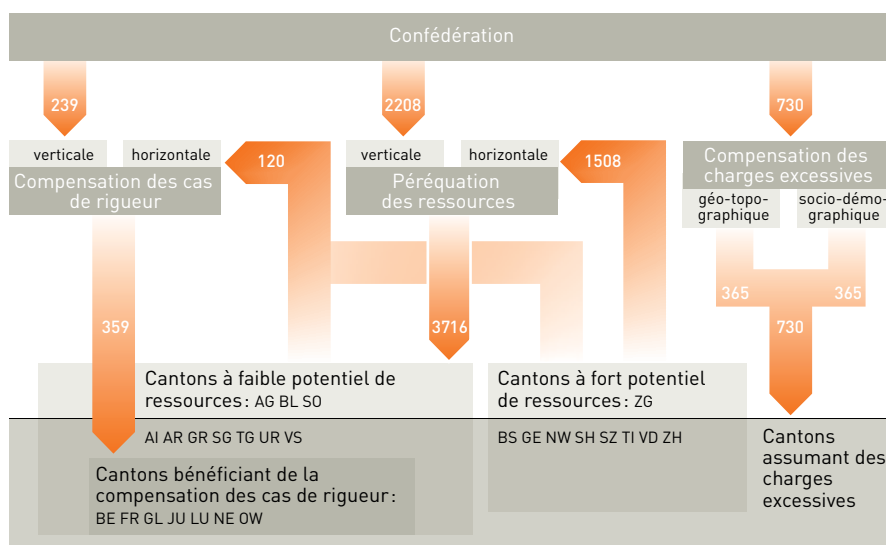 Confédération
239
2208
730
verticale
horizontale
120
verticale
horizontale
1508
Compensation des cas
de rigueur
Péréquation
des ressources
Compensation des
charges excessives
géo-topo-
graphique
socio-démo-
graphique
365
365
359
3716
730
Cantons à faible potentiel de
ressources: AG BL SO
AI AR GR SG TG UR VS
Cantons bénéficiant de la
compensation des cas de rigueur:
BE FR GL JU LU NE OW
Cantons à fort potentiel
de ressources: ZG
BS GE NW SH SZ TI VD ZH
Cantons
assumant des
charges
excessives